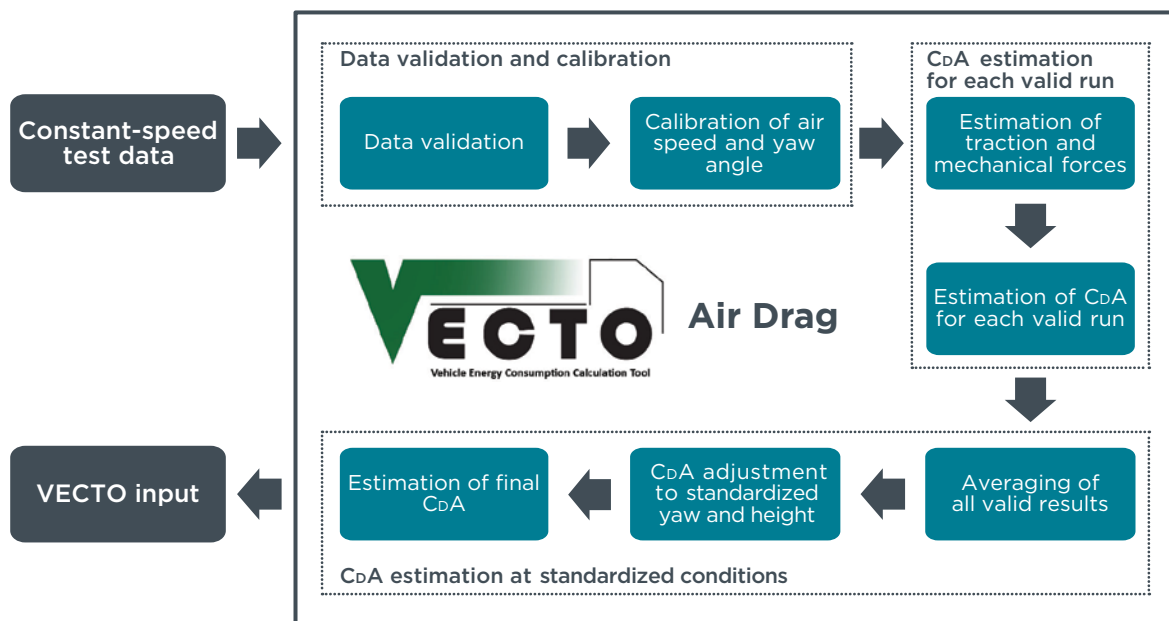 Constant-speed
test data
Data validation and calibration
Data validation
Calibration of air
speed and yaw
angle
CDA estimation
for each valid run
Estimation of
traction and
mechanical forces
Estimation of CDA
for each valid run
VECTO
Vehicle Energy Consumption Calculation Tool
Air Drag
Averaging of
all valid results
CDA adjustment
to standardized
yaw and height
Estimation of final
CDA
CDA estimation at standardized conditions
VECTO input